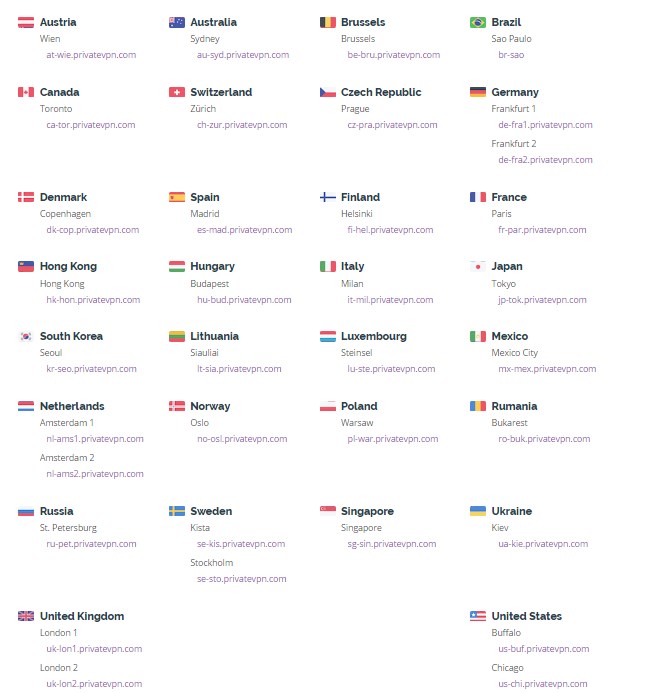 Austria
Wien
at-wie.privatevpn.com
Australia
Sydney
au-syd.privatevpn.com
Brussels
Brussels
be-bru.privatevpn.com
Brazil
Sao Paulo
br-sao
Canada
Toronto
ca-tor.privatevpn.com
Switzerland
Zürich
ch-zur.privatevpn.com
Czech Republic
Prague
cz-pra.privatevpn.com
Germany
Frankfurt 1
de-fra1.privatevpn.com
Frankfurt 2
de-fra2.privatevpn.com
Denmark
Copenhagen
dk-cop.privatevpn.com
Spain
Madrid
es-mad.privatevpn.com
Finland
Helsinki
fi-hel.privatevpn.com
France
Paris
fr-par.privatevpn.com
Hong Kong
Hong Kong
hk-hon.privatevpn.com
Hungary
Budapest
hu-bud.privatevpn.com
Italy
Milan
it-mil.privatevpn.com
Japan
Tokyo
jp-tok.privatevpn.com
South Korea
Seoul
kr-seo.privatevpn.com
Lithuania
Siauliai
lt-sia.privatevpn.com
Luxembourg
Steinsel
lu-ste.privatevpn.com
Mexico
Mexico City
mx-mex.privatevpn.com
Netherlands
Amsterdam 1
nl-ams1.privatevpn.com
Amsterdam 2
nl-ams2.privatevpn.com
Norway
Oslo
no-osl.privatevpn.com
Poland
Warsaw
pl-war.privatevpn.com
Rumania
Bukarest
ro-buk.privatevpn.com
Russia
St. Petersburg
ru-pet.privatevpn.com
Sweden
Kista
se-kis.privatevpn.com
Stockholm
se-sto.privatevpn.com
Singapore
Singapore
sg-sin.privatevpn.com
Ukraine
Kiev
ua-kie.privatevpn.com
United Kingdom
London 1
uk-lon1.privatevpn.com
London 2
uk-lon2.privatevpn.com
United States
Buffalo
us-buf.privatevpn.com
Chicago
us-chi.privatevpn.com